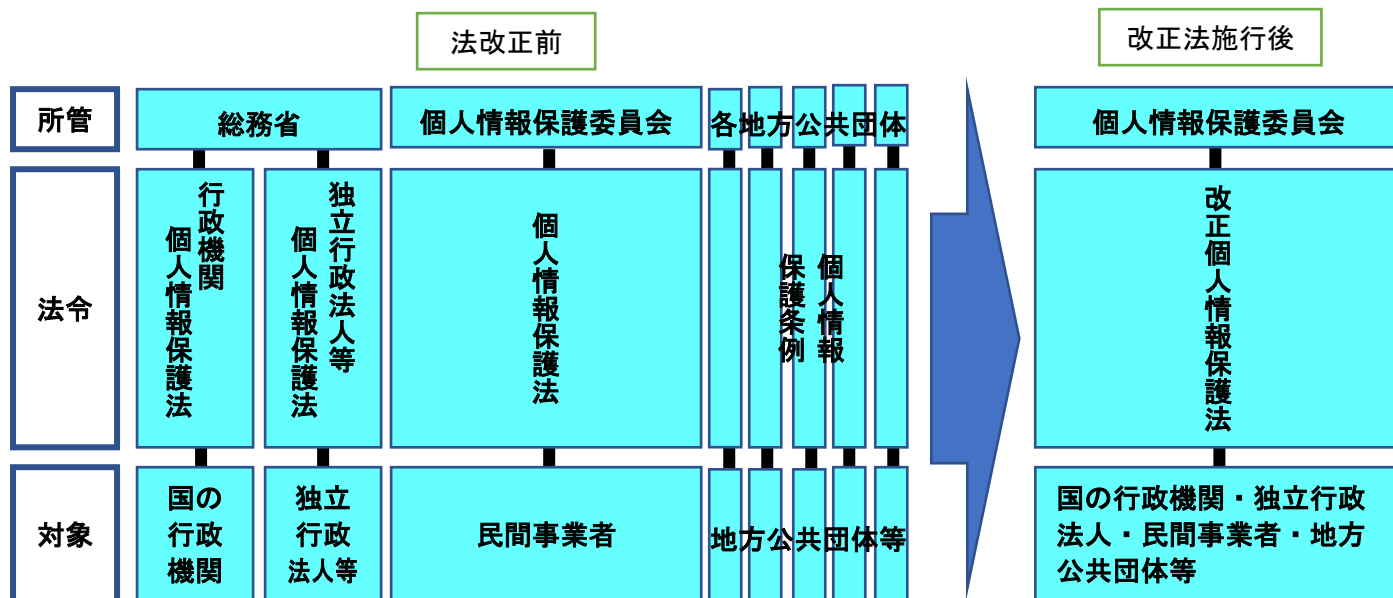 法改正前
改正法施行後
所管
総務省
個人情報保護委員会
各地方公共団体
個人情報保護委員会
法令
行政機関
個人情報保護法
独立行政法人等
個人情報保護法
個人情報保護法
個人情報
保護条例
改正個人情報保護法
対象
国の
行政
機関
独立
行政
法人等
民間事業者
地方公共団体等
国の行政機関・独立行政
法人・民間事業者・地方
公共団体等